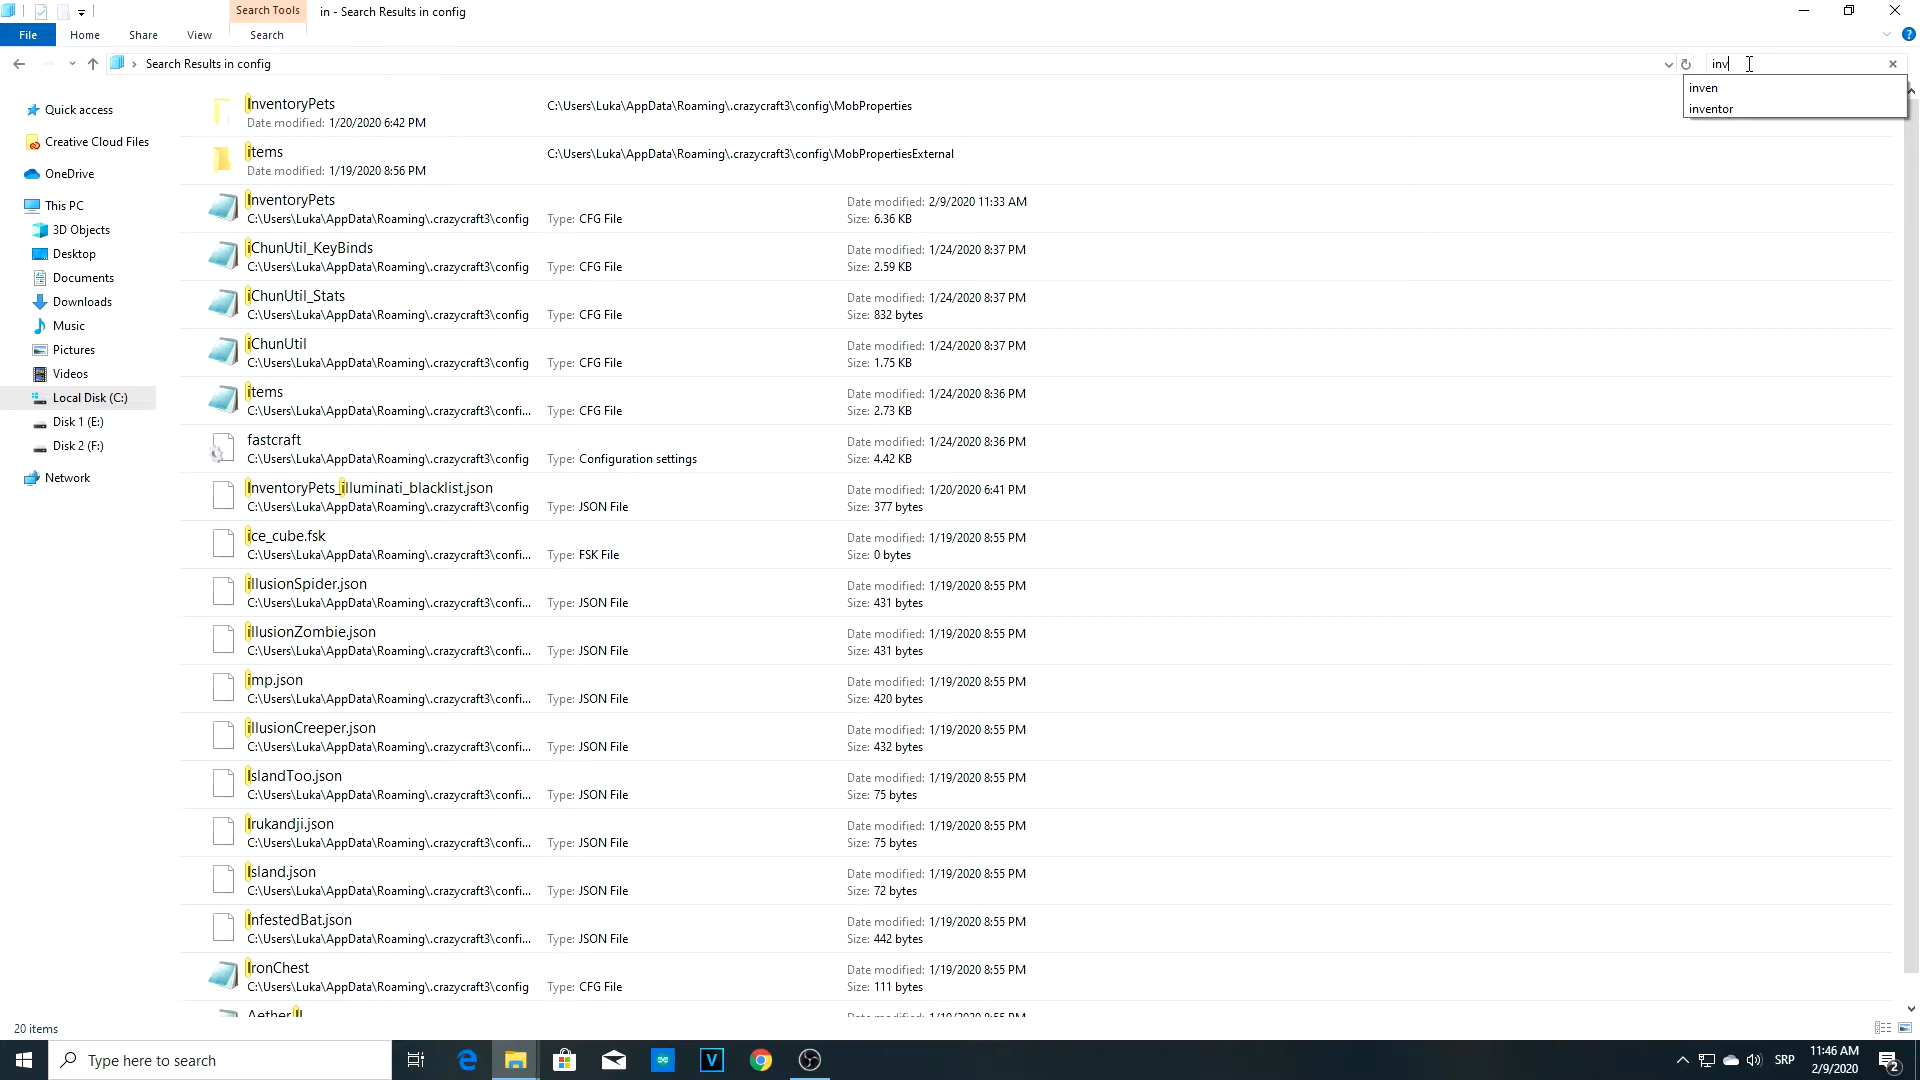 Search Tools
in - Search Results in config
File
Home
Share
View
Search
Search Results in config
inv
inven
inventor
Quick access
Creative Cloud Files
OneDrive
This PC
3D Objects
Desktop
Documents
Downloads
Music
Pictures
Videos
Local Disk (C:)
Disk 1 (E:)
Disk 2 (F:)
Network
InventoryPets
C:\Users\Luka\AppData\Roaming\.crazycraft3\config\MobProperties
Date modified: 1/20/2020 6:42 PM
items
C:\Users\Luka\AppData\Roaming\.crazycraft3\config\MobPropertiesExternal
Date modified: 1/19/2020 8:56 PM
InventoryPets
Date modified: 2/9/2020 11:33 AM
C:\Users\Luka\AppData\Roaming\.crazycraft3\config Type: CFG File Size: 6.36 KB
iChunUtil_KeyBinds
Date modified: 1/24/2020 8:37 PM
C:\Users\Luka\AppData\Roaming\.crazycraft3\config Type: CFG File Size: 2.59 KB
iChunUtil_Stats
Date modified: 1/24/2020 8:37 PM
C:\Users\Luka\AppData\Roaming\.crazycraft3\config Type: CFG File Size: 832 bytes
iChunUtil
Date modified: 1/24/2020 8:37 PM
C:\Users\Luka\AppData\Roaming\.crazycraft3\config Type: CFG File Size: 1.75 KB
items
Date modified: 1/24/2020 8:36 PM
C:\Users\Luka\AppData\Roaming\.crazycraft3\confi... Type: CFG File Size: 2.73 KB
fastcraft
Date modified: 1/24/2020 8:36 PM
C:\Users\Luka\AppData\Roaming\.crazycraft3\config Type: Configuration settings Size: 4.42 KB
InventoryPets_illuminati_blacklist.json
Date modified: 1/20/2020 6:41 PM
C:\Users\Luka\AppData\Roaming\.crazycraft3\config Type: JSON File Size: 377 bytes
ice_cube.fsk
Date modified: 1/19/2020 8:55 PM
C:\Users\Luka\AppData\Roaming\.crazycraft3\confi... Type: FSK File Size: 0 bytes
illusionSpider.json
Date modified: 1/19/2020 8:55 PM
C:\Users\Luka\AppData\Roaming\.crazycraft3\confi... Type: JSON File Size: 431 bytes
illusionZombie.json
Date modified: 1/19/2020 8:55 PM
C:\Users\Luka\AppData\Roaming\.crazycraft3\confi... Type: JSON File Size: 431 bytes
imp.json
Date modified: 1/19/2020 8:55 PM
C:\Users\Luka\AppData\Roaming\.crazycraft3\confi... Type: JSON File Size: 420 bytes
illusionCreeper.json
Date modified: 1/19/2020 8:55 PM
C:\Users\Luka\AppData\Roaming\.crazycraft3\confi... Type: JSON File Size: 432 bytes
IslandToo.json
Date modified: 1/19/2020 8:55 PM
C:\Users\Luka\AppData\Roaming\.crazycraft3\confi... Type: JSON File Size: 75 bytes
Irukandji.json
Date modified: 1/19/2020 8:55 PM
C:\Users\Luka\AppData\Roaming\.crazycraft3\confi... Type: JSON File Size: 75 bytes
Island.json
Date modified: 1/19/2020 8:55 PM
C:\Users\Luka\AppData\Roaming\.crazycraft3\confi... Type: JSON File Size: 72 bytes
InfestedBat.json
Date modified: 1/19/2020 8:55 PM
C:\Users\Luka\AppData\Roaming\.crazycraft3\confi... Type: JSON File Size: 442 bytes
IronChest
Date modified: 1/19/2020 8:55 PM
C:\Users\Luka\AppData\Roaming\.crazycraft3\config Type: CFG File Size: 111 bytes
20 items
Type here to search
SRP
11:46 AM
2/9/2020
2